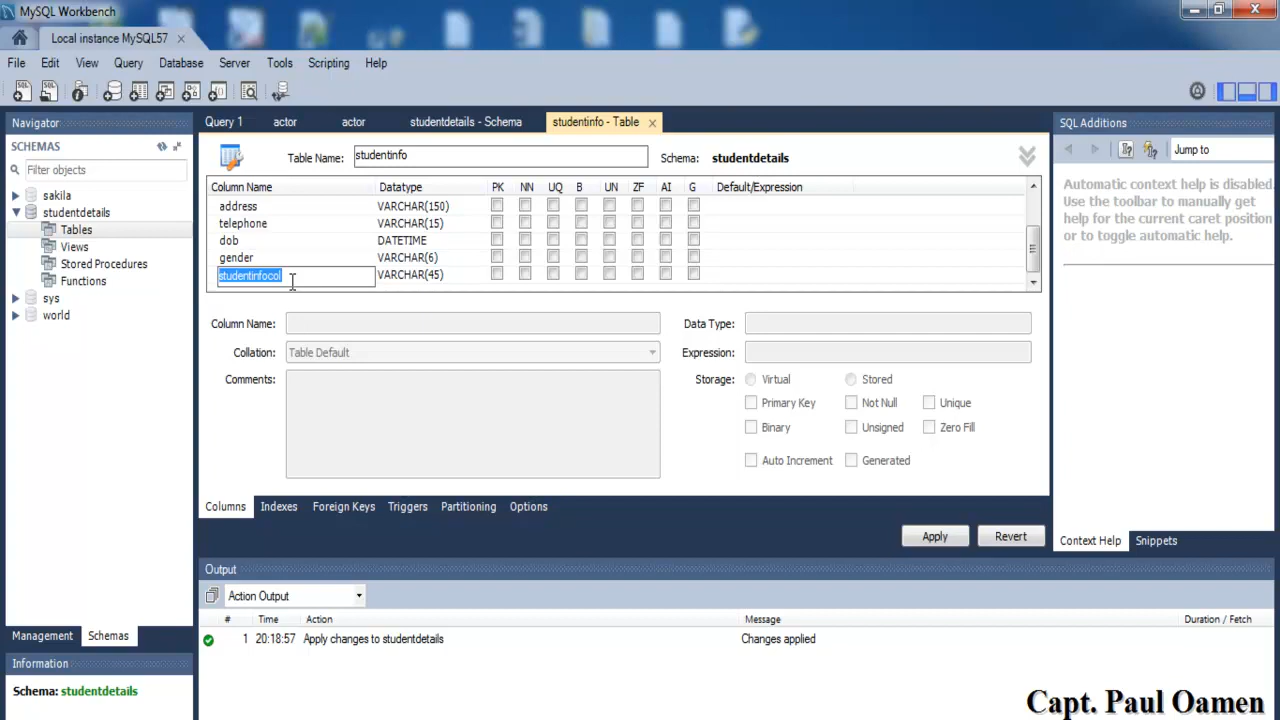 MySQL Workbench
Local instance MySQL57
File Edit View Query Database Server Tools Scripting Help
Navigator
SCHEMAS
Filter objects
sakila
studentdetails
Tables
Views
Stored Procedures
Functions
sys
world
Management Schemas
Information
Schema: studentdetails
Query 1 actor actor studentdetails - Schema studentinfo - Table
Table Name: studentinfo Schema: studentdetails
Column Name Datatype PK NN UQ B UN ZF AI G Default/Expression
address VARCHAR(150)
telephone VARCHAR(15)
dob DATETIME
gender VARCHAR(6)
studentinfocol VARCHAR(45)
Column Name: Data Type:
Collation: Table Default Expression:
Comments: Storage: Virtual Stored
Primary Key Not Null Unique
Binary Unsigned Zero Fill
Auto Increment Generated
Columns Indexes Foreign Keys Triggers Partitioning Options
Apply Revert
Output
Action Output
# Time Action Message Duration / Fetch
1 20:18:57 Apply changes to studentdetails Changes applied
SQL Additions
Jump to
Automatic context help is disabled.
Use the toolbar to manually get
help for the current caret position
or to toggle automatic help.
Context Help Snippets
Capt. Paul Oamen